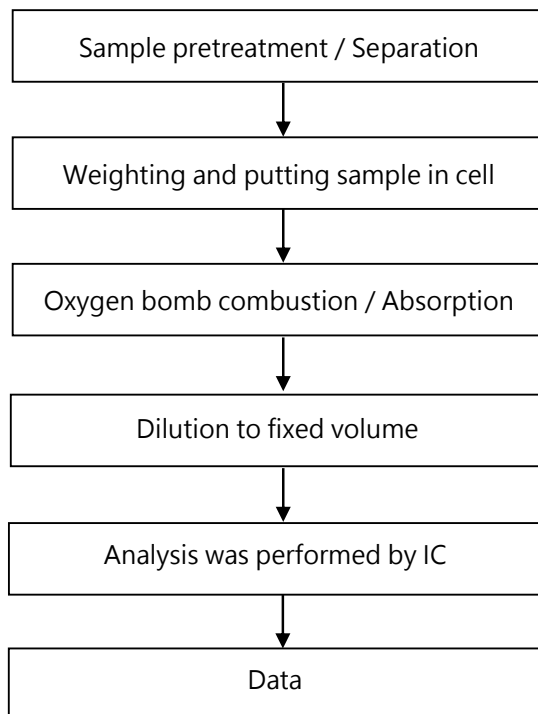 Sample pretreatment / Separation
Weighting and putting sample in cell
Oxygen bomb combustion / Absorption
Dilution to fixed volume
Analysis was performed by IC
Data